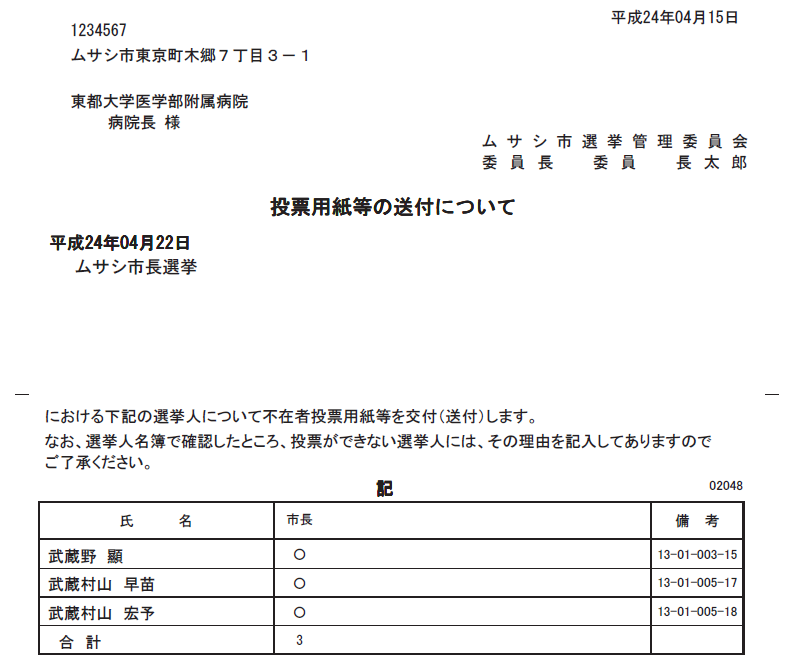 平成24年04月15日
1234567
ムサシ市東京町木郷７丁目３－１
東都大学医学部附属病院
病院長 様
ムサシ市選挙管理委員会
委員長 委員 長太郎
投票用紙等の送付について
平成24年04月22日
ムサシ市長選挙
における下記の選挙人について不在者投票用紙等を交付（送付）します。
なお、選挙人名簿で確認したところ、投票ができない選挙人には、その理由を記入してありますので
ご了承ください。
記
02048
氏 名 市長 備 考
武蔵野 顯 ○ 13-01-003-15
武蔵村山 早苗 ○ 13-01-005-17
武蔵村山 宏予 ○ 13-01-005-18
合 計 3